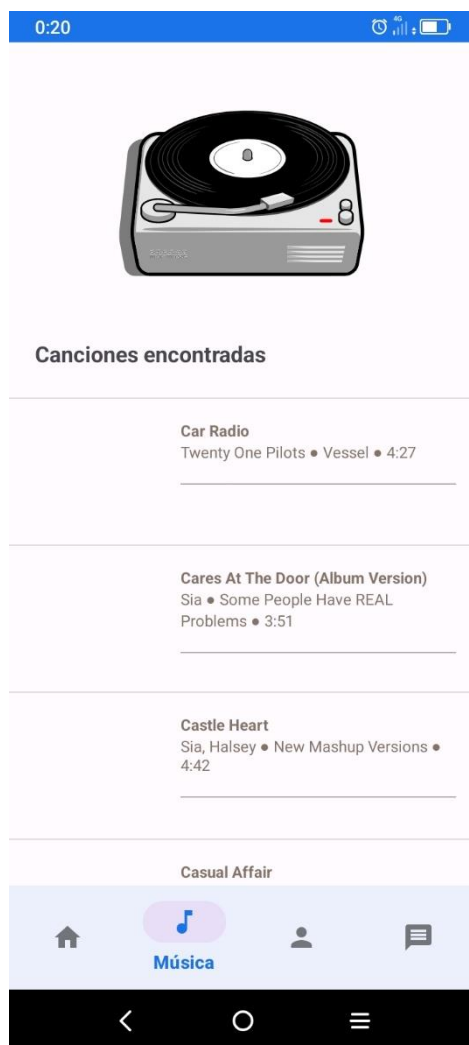 0:20
4G
Canciones encontradas
Car Radio
Twenty One Pilots ● Vessel ● 4:27
Cares At The Door (Album Version)
Sia ● Some People Have REAL
Problems ● 3:51
Castle Heart
Sia, Halsey ● New Mashup Versions ●
4:42
Casual Affair
Música